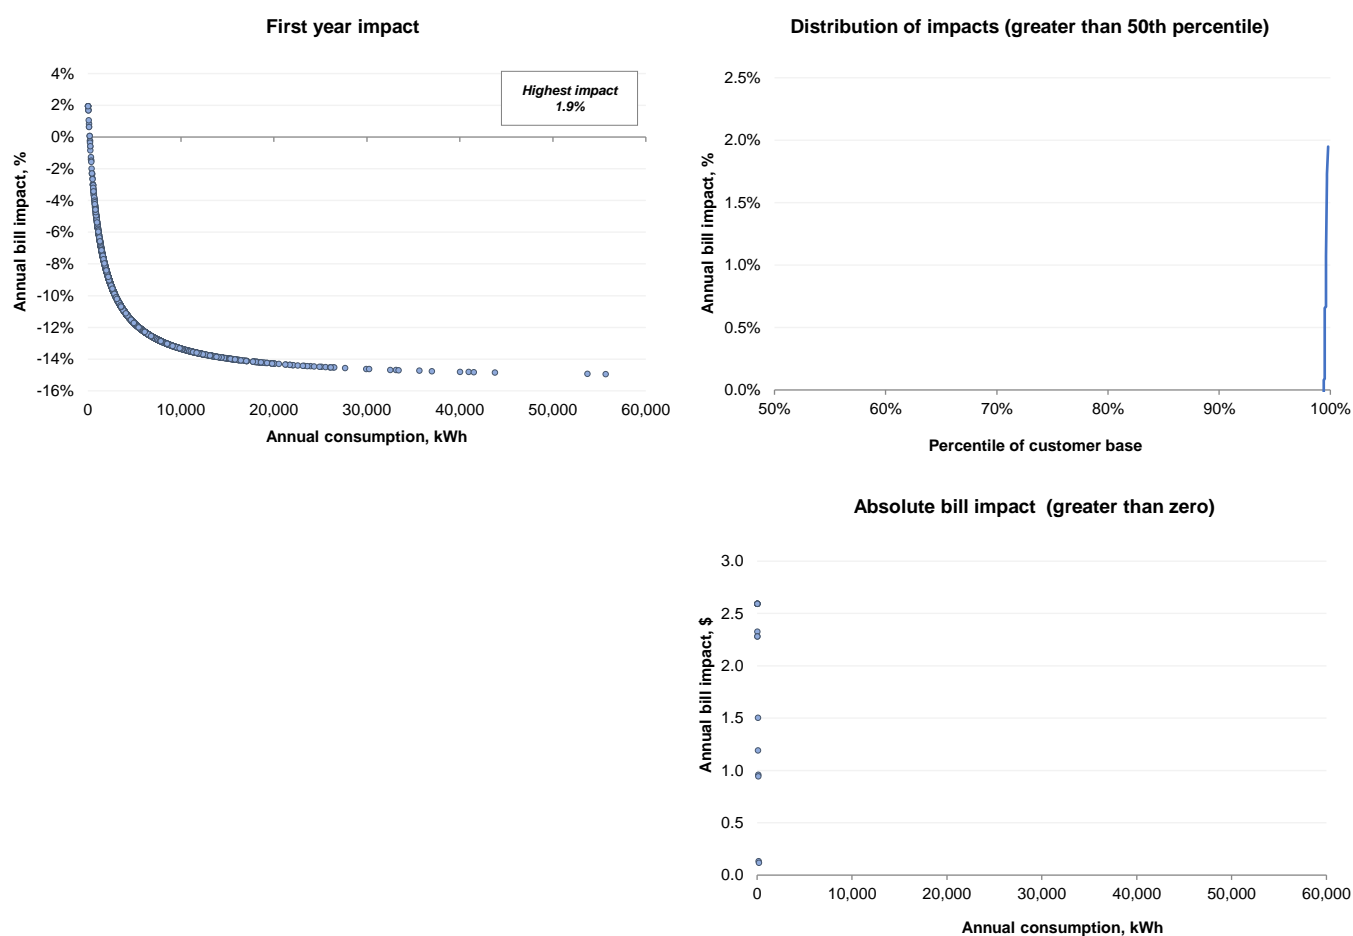 First year impact
Highest impact
1.9%
4%
2%
0%
-2%
-4%
-6%
-8%
-10%
-12%
-14%
-16%
Annual bill impact, %
0 10,000 20,000 30,000 40,000 50,000 60,000
Annual consumption, kWh
Distribution of impacts (greater than 50th percentile)
2.5%
2.0%
1.5%
1.0%
0.5%
0.0%
Annual bill impact, %
50% 60% 70% 80% 90% 100%
Percentile of customer base
Absolute bill impact  (greater than zero)
3.0
2.5
2.0
1.5
1.0
0.5
0.0
Annual bill impact, $
0 10,000 20,000 30,000 40,000 50,000 60,000
Annual consumption, kWh